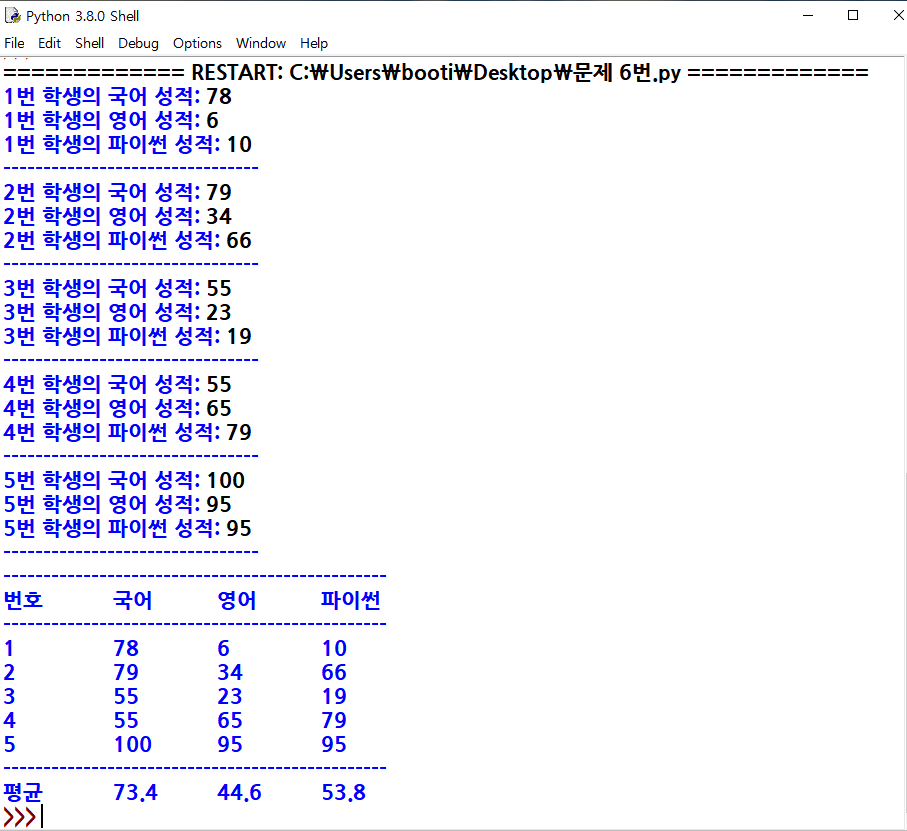 Python 3.8.0 Shell
File Edit Shell Debug Options Window Help
============= RESTART: C:₩Users₩booti₩Desktop₩문제 6번.py =============
1번 학생의 국어 성적: 78
1번 학생의 영어 성적: 6
1번 학생의 파이썬 성적: 10
--------------------------------
2번 학생의 국어 성적: 79
2번 학생의 영어 성적: 34
2번 학생의 파이썬 성적: 66
--------------------------------
3번 학생의 국어 성적: 55
3번 학생의 영어 성적: 23
3번 학생의 파이썬 성적: 19
--------------------------------
4번 학생의 국어 성적: 55
4번 학생의 영어 성적: 65
4번 학생의 파이썬 성적: 79
--------------------------------
5번 학생의 국어 성적: 100
5번 학생의 영어 성적: 95
5번 학생의 파이썬 성적: 95
--------------------------------
------------------------------------------------
번호 국어 영어 파이썬
------------------------------------------------
1 78 6 10
2 79 34 66
3 55 23 19
4 55 65 79
5 100 95 95
------------------------------------------------
평균 73.4 44.6 53.8
>>>